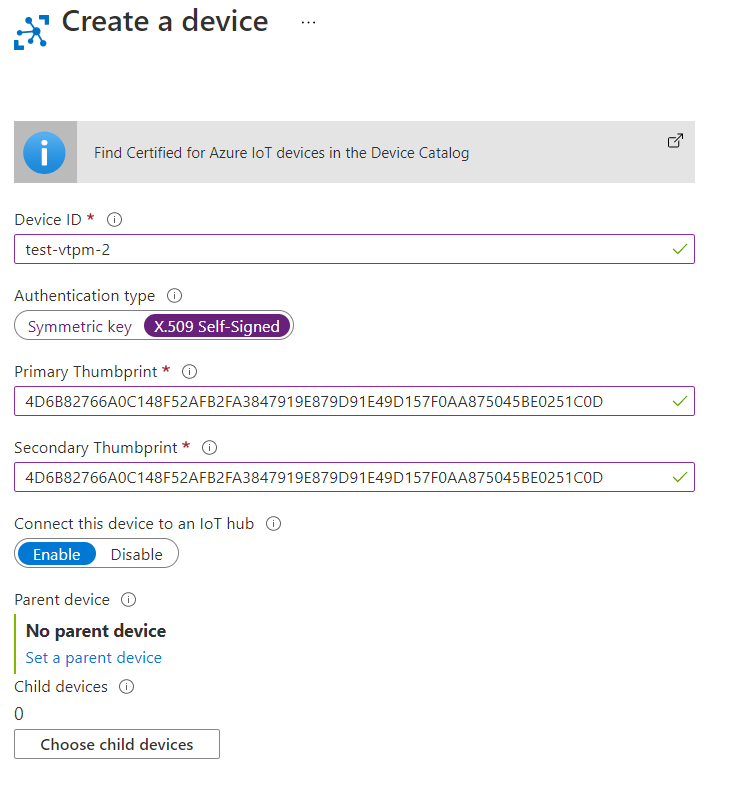 Create a device ...
Find Certified for Azure IoT devices in the Device Catalog
Device ID *
test-vtpm-2
Authentication type
Symmetric key X.509 Self-Signed
Primary Thumbprint *
4D6B82766A0C148F52AFB2FA3847919E879D91E49D157F0AA875045BE0251C0D
Secondary Thumbprint *
4D6B82766A0C148F52AFB2FA3847919E879D91E49D157F0AA875045BE0251C0D
Connect this device to an IoT hub
Enable Disable
Parent device
No parent device
Set a parent device
Child devices
0
Choose child devices